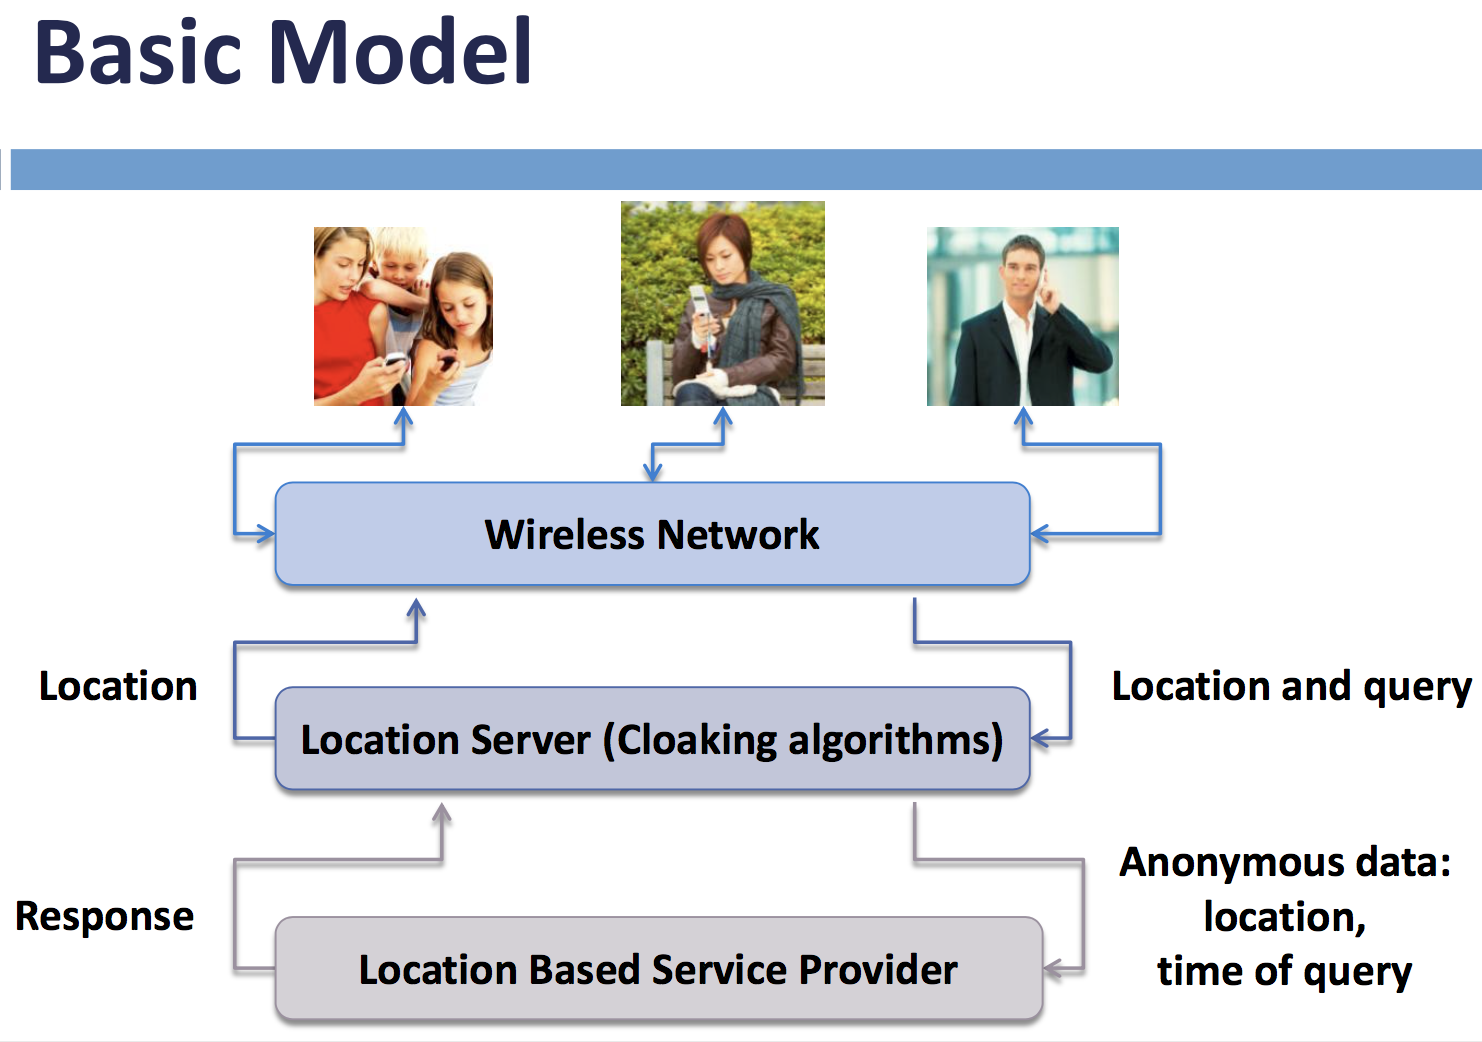 Basic Model
Wireless Network
Location
Location and query
Location Server (Cloaking algorithms)
Response
Anonymous data:
location,
time of query
Location Based Service Provider